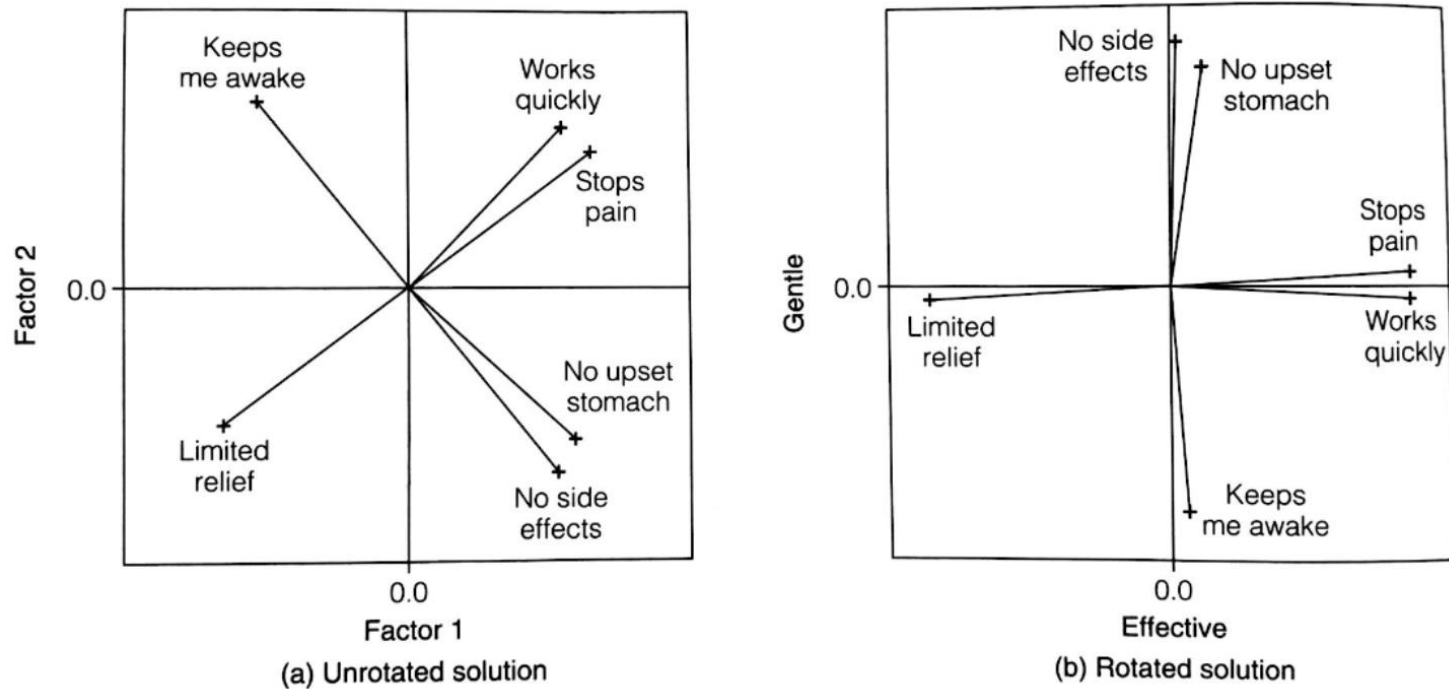 Keeps
me awake
Works
quickly
Stops
pain
Factor 2
0.0
No upset
stomach
Limited
relief
No side
effects
0.0
Factor 1
(a) Unrotated solution
No side
effects
No upset
stomach
Stops
pain
Gentle
0.0
Limited
relief
Works
quickly
Keeps
me awake
0.0
Effective
(b) Rotated solution